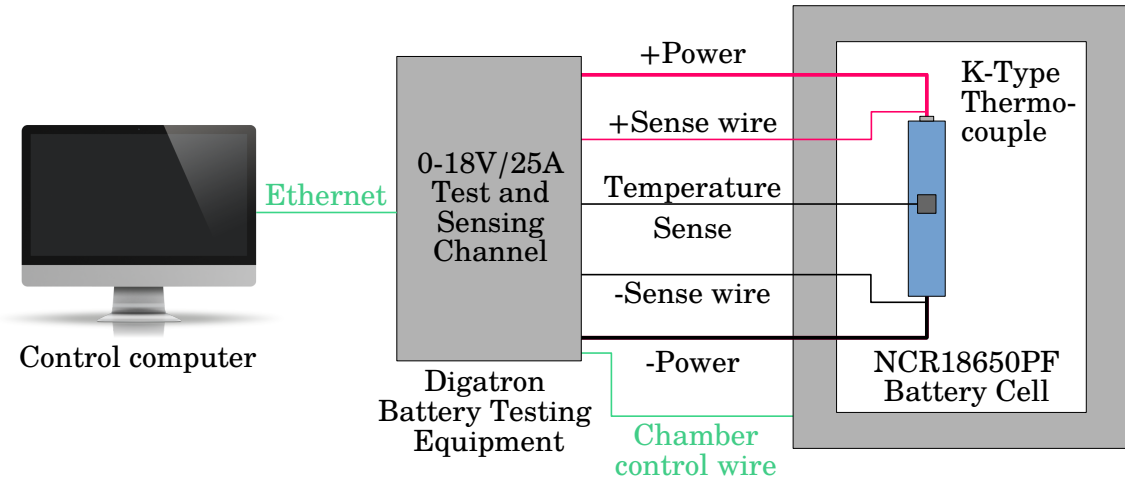 +Power
K-Type
Thermo-
couple
+Sense wire
0-18V/25A
Test and
Sensing
Channel
Ethernet
Temperature
Sense
-Sense wire
Control computer
-Power
NCR18650PF
Battery Cell
Digatron
Battery Testing
Equipment
Chamber
control wire